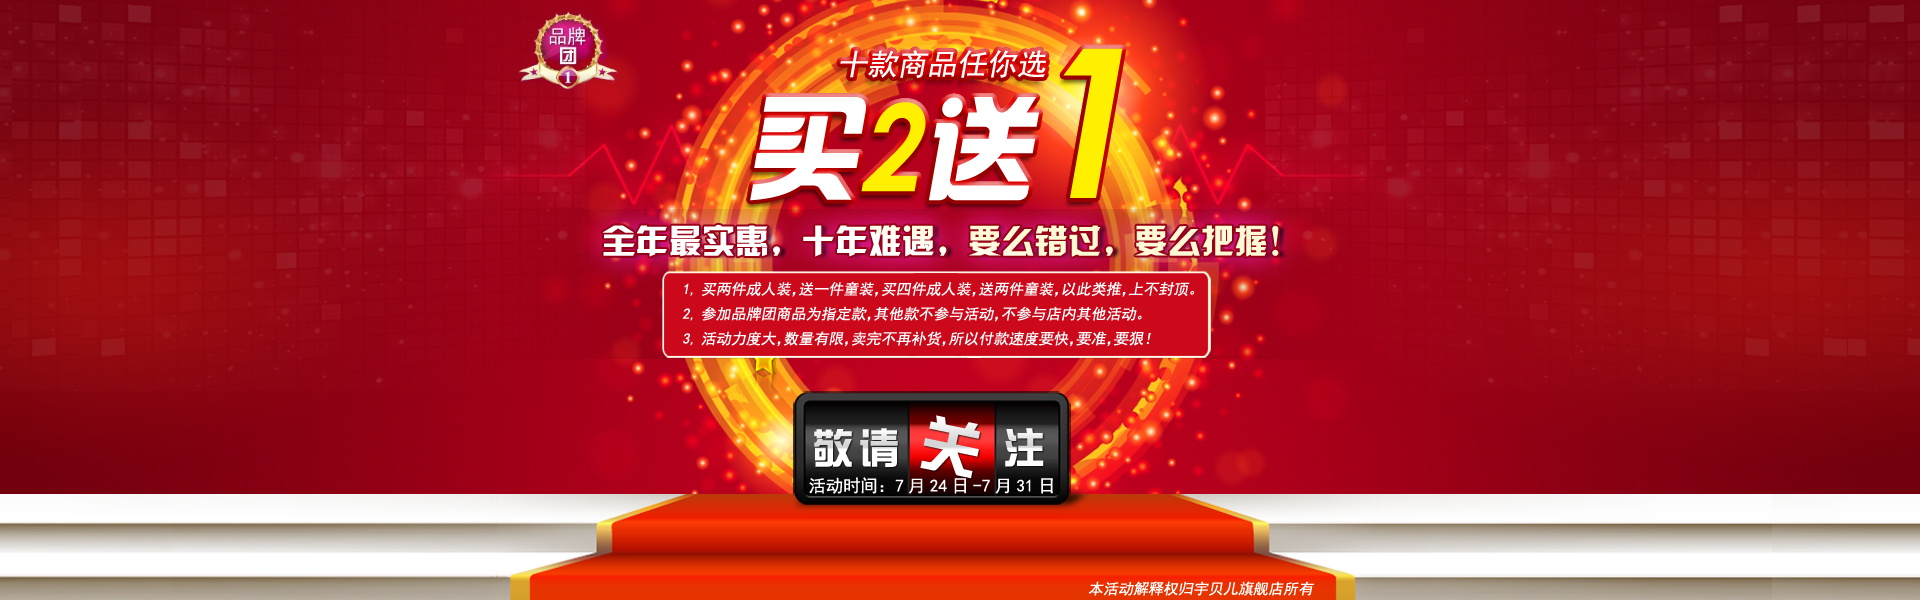 品牌
团
1
十款商品任你选
买2送1
全年最实惠，十年难遇，要么错过，要么把握！
1，买两件成人装，送一件童装，买四件成人装，送两件童装，以此类推，上不封顶。
2，参加品牌团商品为指定款，其他款不参与活动，不参与店内其他活动。
3，活动力度大，数量有限，卖完不再补货，所以付款速度要快，要准，要狠！
敬请关注
活动时间：7月24日-7月31日
本活动解释权归宇贝儿旗舰店所有